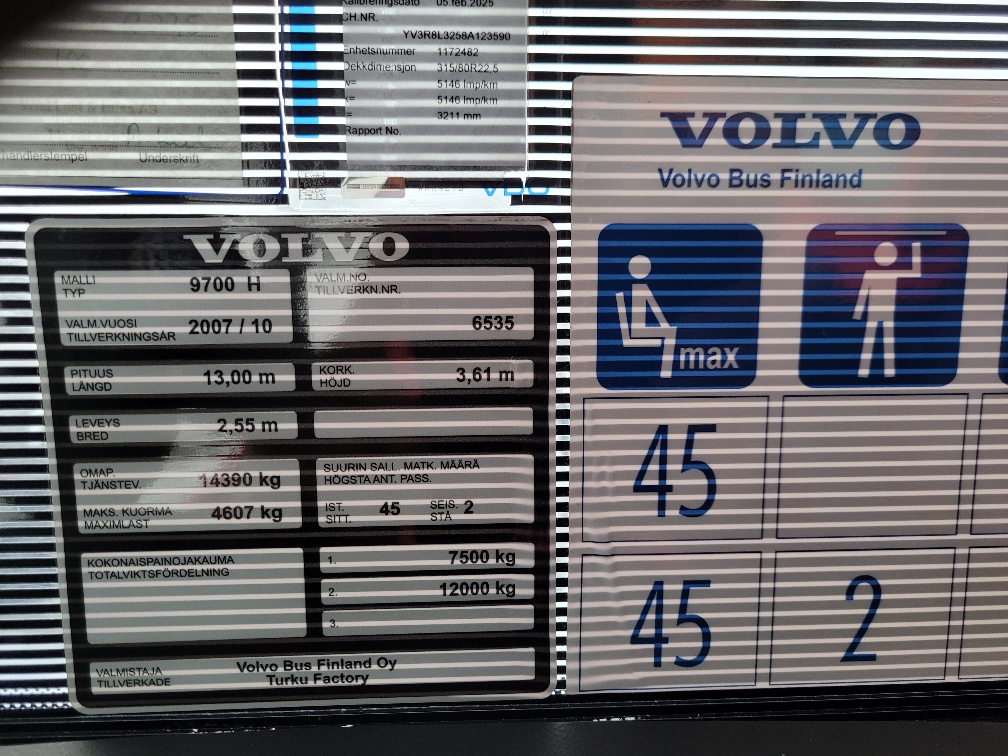 Kalibreringsdato 05 feb 2025
CH.NR.
YV3R8L3258A123590
Enhetsnummer 1172482
Dekkdimensjon 315/80R22,5
w= 5146 Imp/km
k= 5146 Imp/km
l= 3211 mm
Rapport No.
Underskrift
VDO
VOLVO
MALLI
TYP
9700 H
VALM.NO.
TILLVERKN.NR.
6535
VALM.VUOSI
TILLVERKNINGSÅR
2007 / 10
PITUUS
LÄNGD
13,00 m
KORK.
HÖJD
3,61 m
LEVEYS
BRED
2,55 m
OMAP.
TJÄNSTEV.
14390 kg
MAKS. KUORMA
MAXIMLAST
4607 kg
SUURIN SALL. MATK. MÄÄRÄ
HÖGSTA ANT. PASS.
IST.
SITT.
45
SEIS.
STÅ
2
KOKONAISPAINOJAKAUMA
TOTALVIKTSFÖRDELNING
1. 7500 kg
2. 12000 kg
3.
VALMISTAJA
TILLVERKADE
Volvo Bus Finland Oy
Turku Factory
VOLVO
Volvo Bus Finland
max
45
45 2